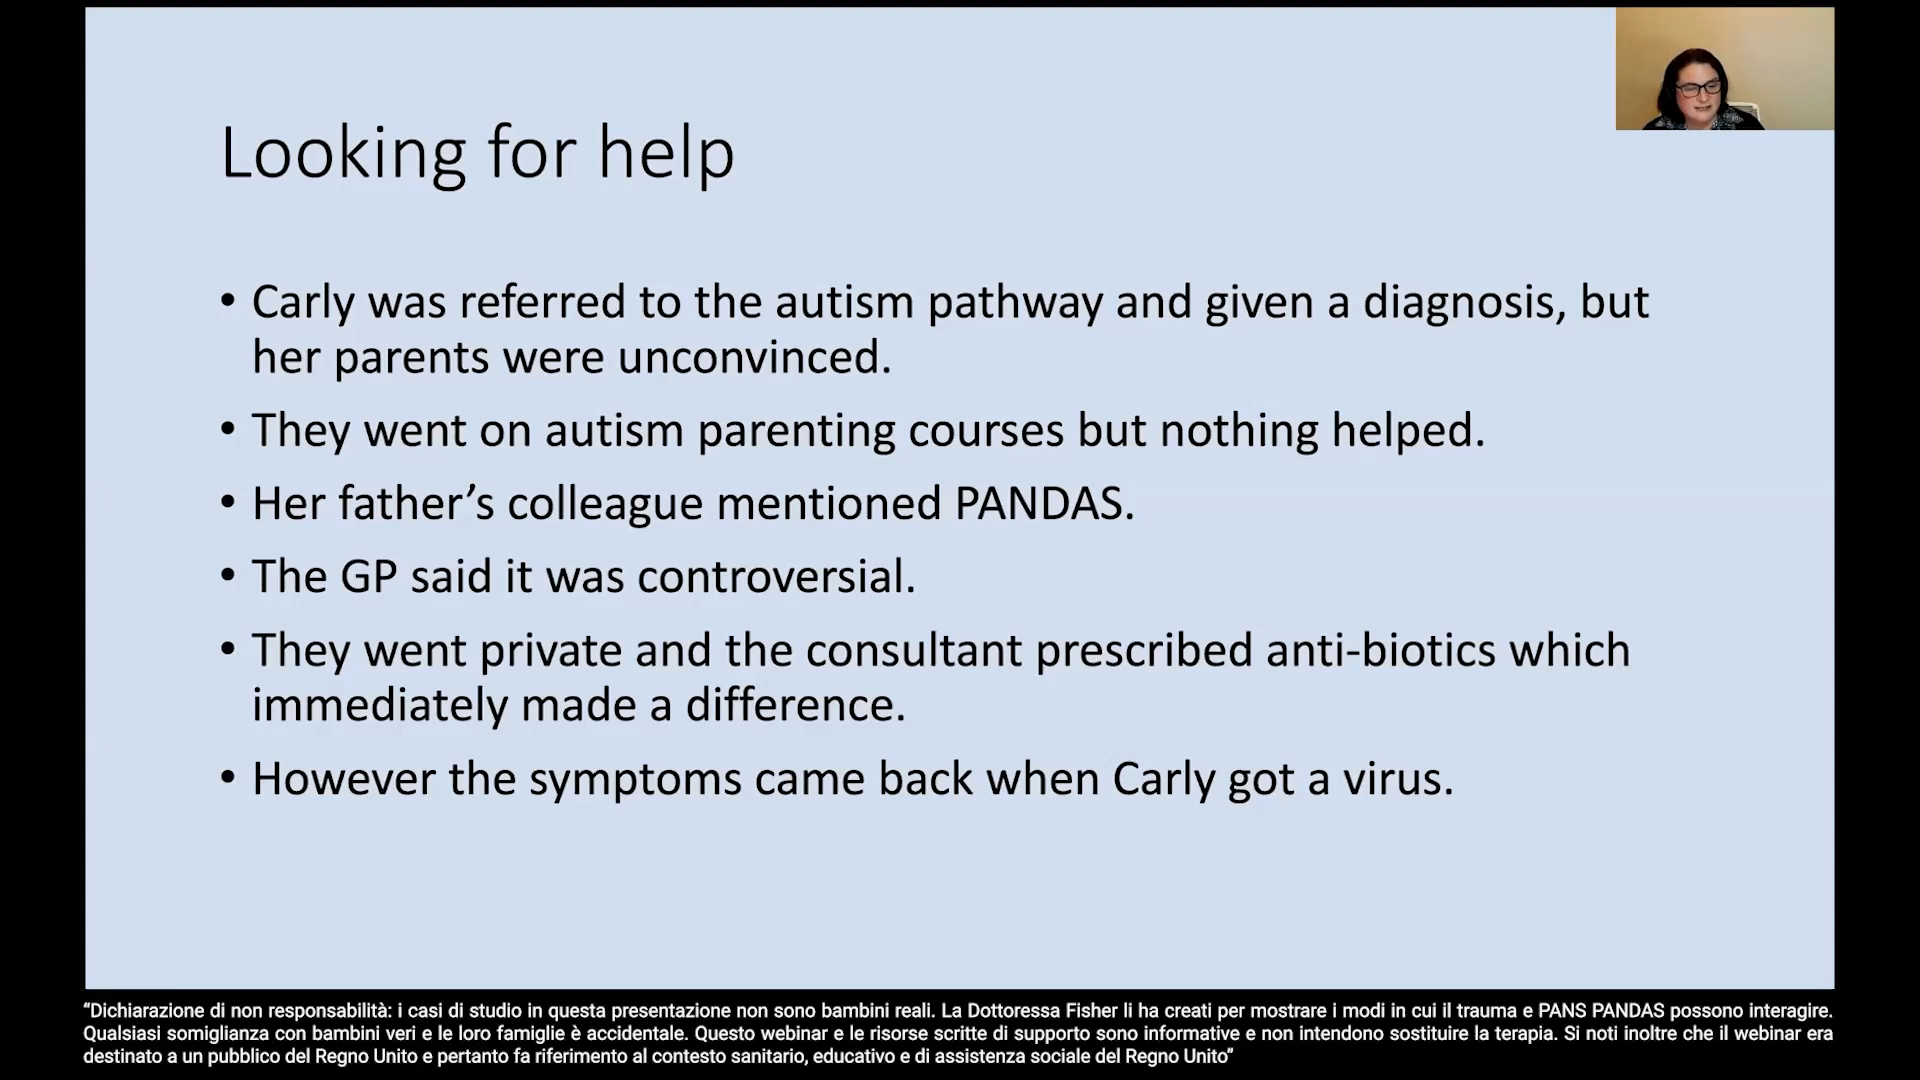 Looking for help
• Carly was referred to the autism pathway and given a diagnosis, but
her parents were unconvinced.
• They went on autism parenting courses but nothing helped.
• Her father’s colleague mentioned PANDAS.
• The GP said it was controversial.
• They went private and the consultant prescribed anti-biotics which
immediately made a difference.
• However the symptoms came back when Carly got a virus.
“Dichiarazione di non responsabilità: i casi di studio in questa presentazione non sono bambini reali. La Dottoressa Fisher li ha creati per mostrare i modi in cui il trauma e PANS PANDAS possono interagire.
Qualsiasi somiglianza con bambini veri e le loro famiglie è accidentale. Questo webinar e le risorse scritte di supporto sono informative e non intendono sostituire la terapia. Si noti inoltre che il webinar era
destinato a un pubblico del Regno Unito e pertanto fa riferimento al contesto sanitario, educativo e di assistenza sociale del Regno Unito”